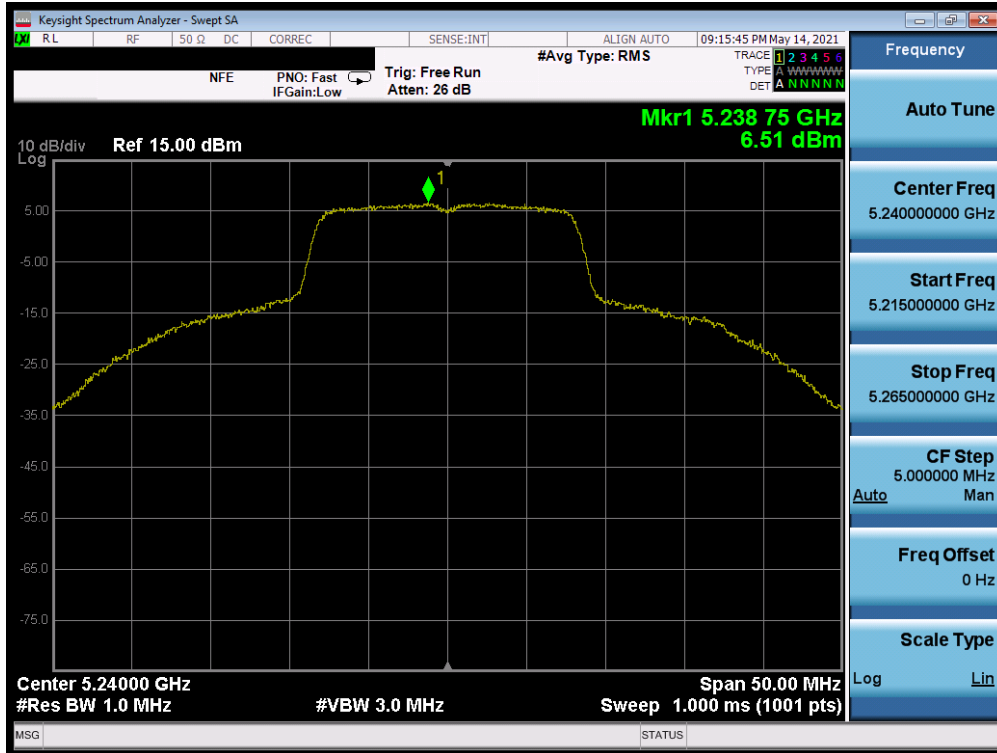 Keysight Spectrum Analyzer - Swept SA
LXI RL RF 50 Ω DC CORREC SENSE:INT ALIGN AUTO 09:15:45 PM May 14, 2021
#Avg Type: RMS TRACE 1 2 3 4 5 6
NFE PNO: Fast Trig: Free Run TYPE A WWWWW
IFGain:Low Atten: 26 dB DET A N N N N N
Mkr1 5.238 75 GHz
6.51 dBm
10 dB/div Ref 15.00 dBm
Log
1
5.00
-5.00
-15.0
-25.0
-35.0
-45.0
-55.0
-65.0
-75.0
Center 5.24000 GHz Span 50.00 MHz
#Res BW 1.0 MHz #VBW 3.0 MHz Sweep 1.000 ms (1001 pts)
MSG STATUS
Frequency
Auto Tune
Center Freq
5.240000000 GHz
Start Freq
5.215000000 GHz
Stop Freq
5.265000000 GHz
CF Step
5.000000 MHz
Auto Man
Freq Offset
0 Hz
Scale Type
Log Lin